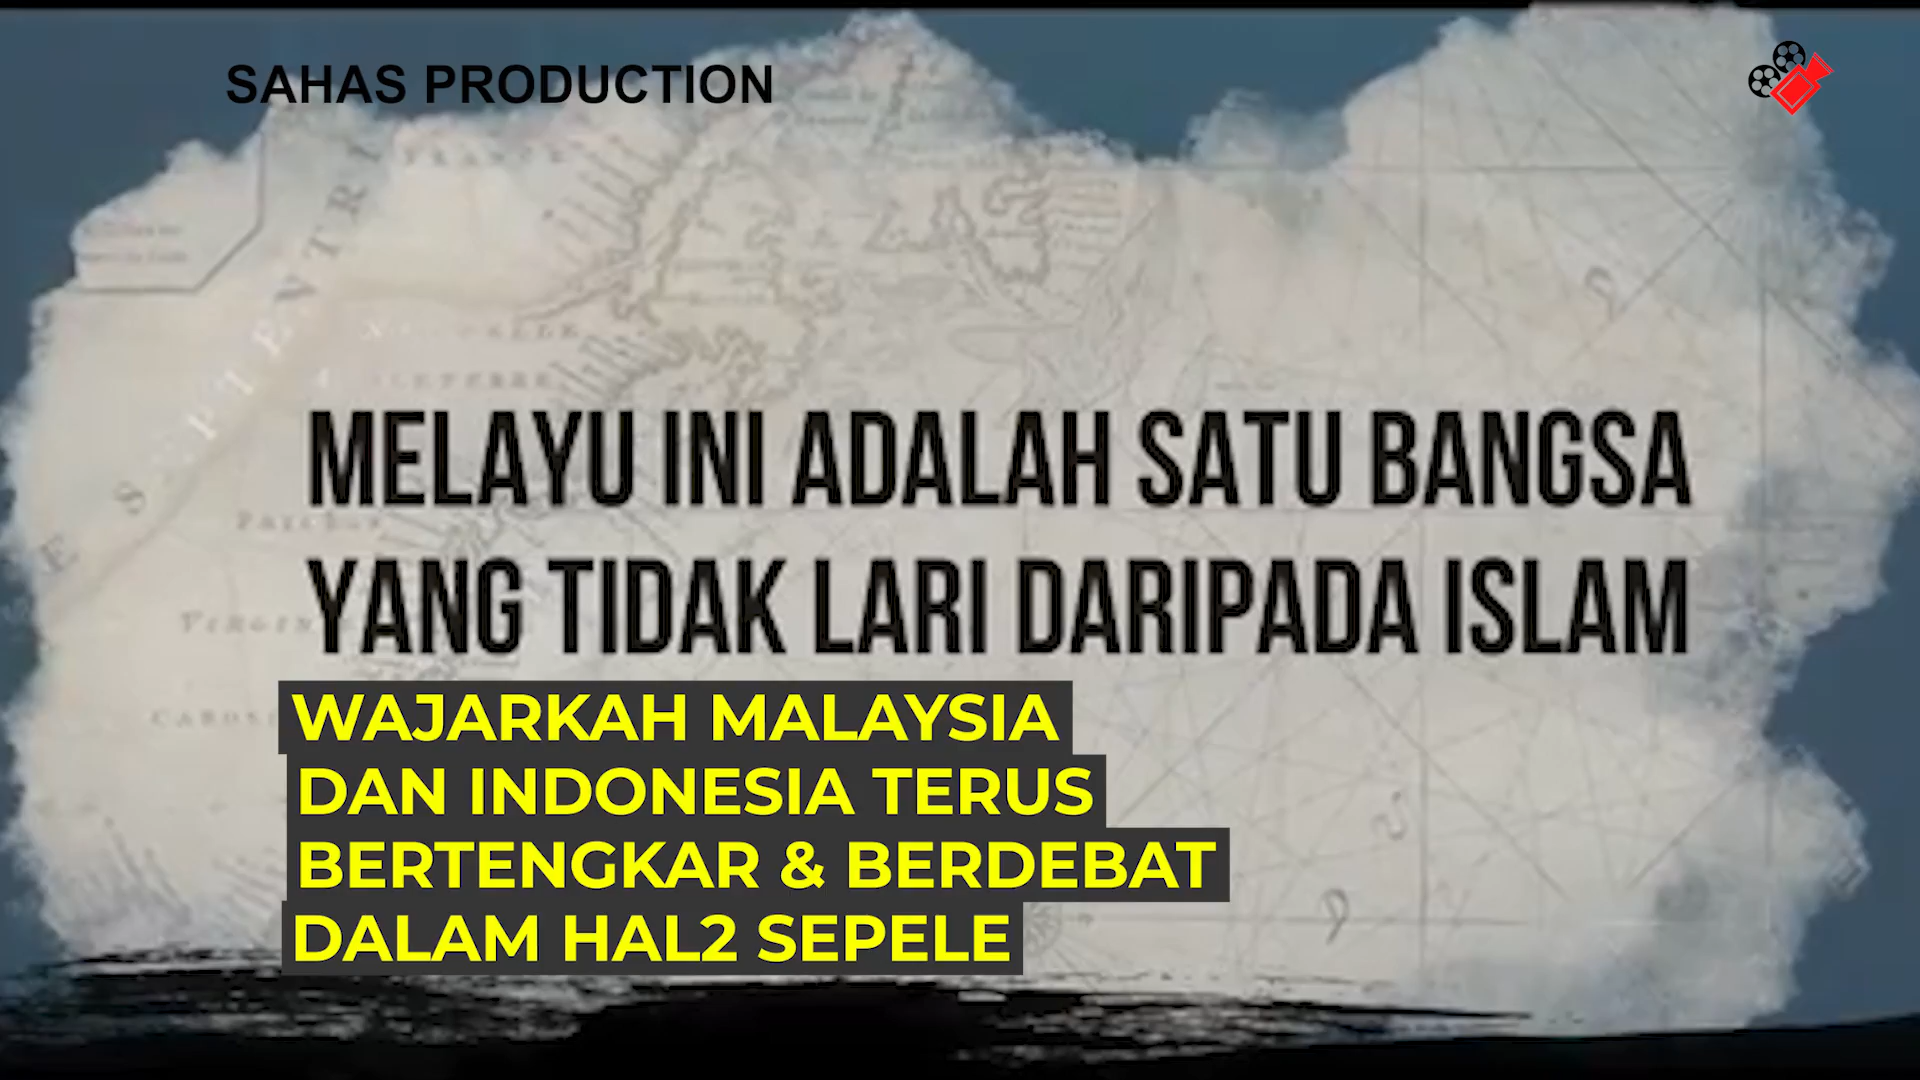 SAHAS PRODUCTION
MELAYU INI ADALAH SATU BANGSA
YANG TIDAK LARI DARIPADA ISLAM
WAJARKAH MALAYSIA
DAN INDONESIA TERUS
BERTENGKAR & BERDEBAT
DALAM HAL2 SEPELE